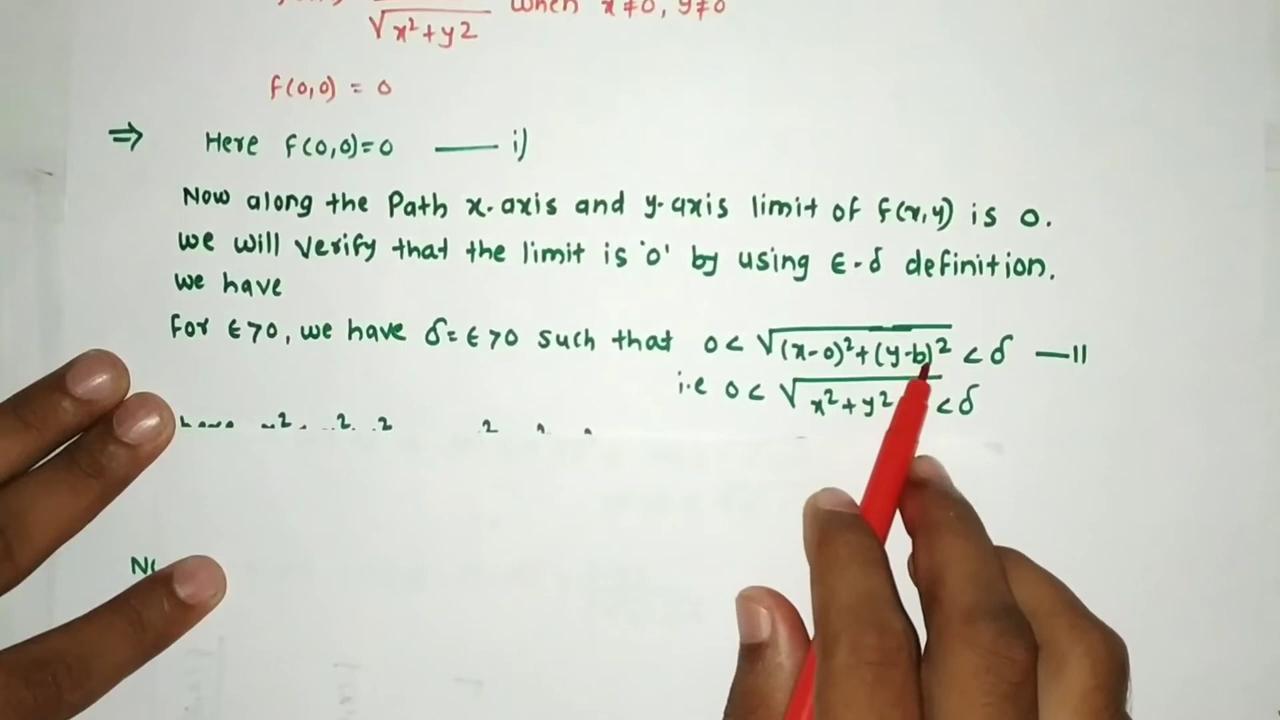 √x²+y2 when x≠0, y≠0
f(0,0) = 0
⇒ Here f(0,0)=0 —— i)
Now along the Path x-axis and y-axis limit of f(x,y) is 0.
we will verify that the limit is '0' by using ϵ-δ definition.
we have
For ϵ>0, we have δ=ϵ>0 such that 0<√(x-0)²+(y-b)² <δ —11
i.e 0<√x²+y² <δ